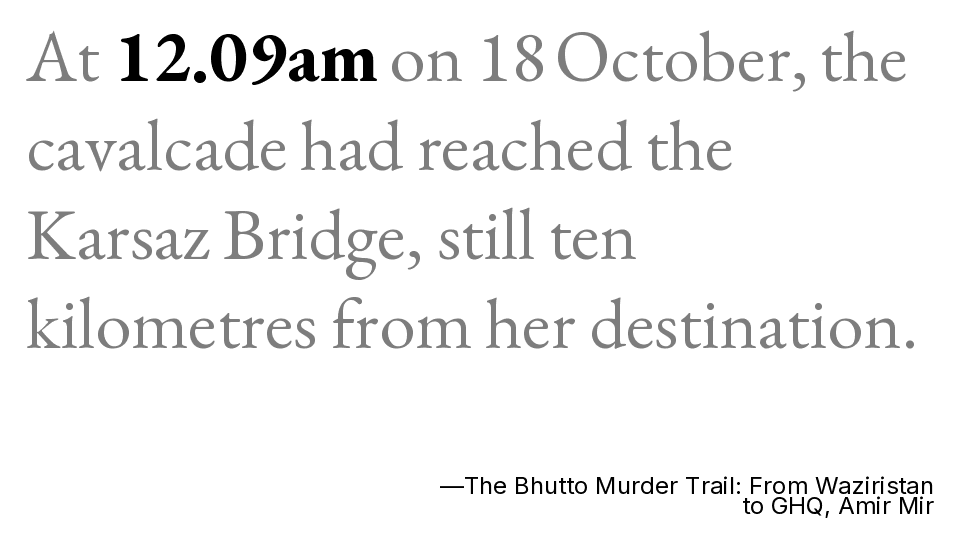 At 12.09am on 18 October, the
cavalcade had reached the
Karsaz Bridge, still ten
kilometres from her destination.
—The Bhutto Murder Trail: From Waziristan
to GHQ, Amir Mir